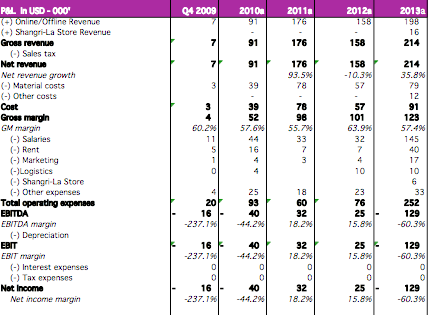 P&L in USD - 000' Q4 2009 2010a 2011a 2012a 2013a
(+) Online/Offline Revenue 7 91 176 158 198
(+) Shangri-La Store Revenue - - - 16
Gross revenue 7 91 176 158 214
(-) Sales tax
Net revenue 7 91 176 158 214
Net revenue growth 93.5% -10.3% 35.8%
(-) Material costs 3 39 78 57 79
(-) Other costs - - - 12
Cost 3 39 78 57 91
Gross margin 4 52 98 101 123
GM margin 60.2% 57.6% 55.7% 63.9% 57.4%
(-) Salaries 11 44 33 32 145
(-) Rent 5 16 7 7 40
(-) Marketing 1 4 3 4 17
(-)Logistics 0 4 10 10
(-) Shangri-La Store 6
(-) Other expenses 4 25 18 23 33
Total operating expenses 20 93 60 76 252
EBITDA - 16 - 40 32 25 - 129
EBITDA margin -237.1% -44.2% 18.2% 15.8% -60.3%
(-) Depreciation
EBIT 16 - 40 32 25 - 129
EBIT margin -237.1% -44.2% 18.2% 15.8% -60.3%
(-) Interest expenses 0 0 0 0 0
(-) Tax expenses 0 0 0 0 0
Net Income - 16 - 40 32 25 - 129
Net income margin -237.1% -44.2% 18.2% 15.8% -60.3%